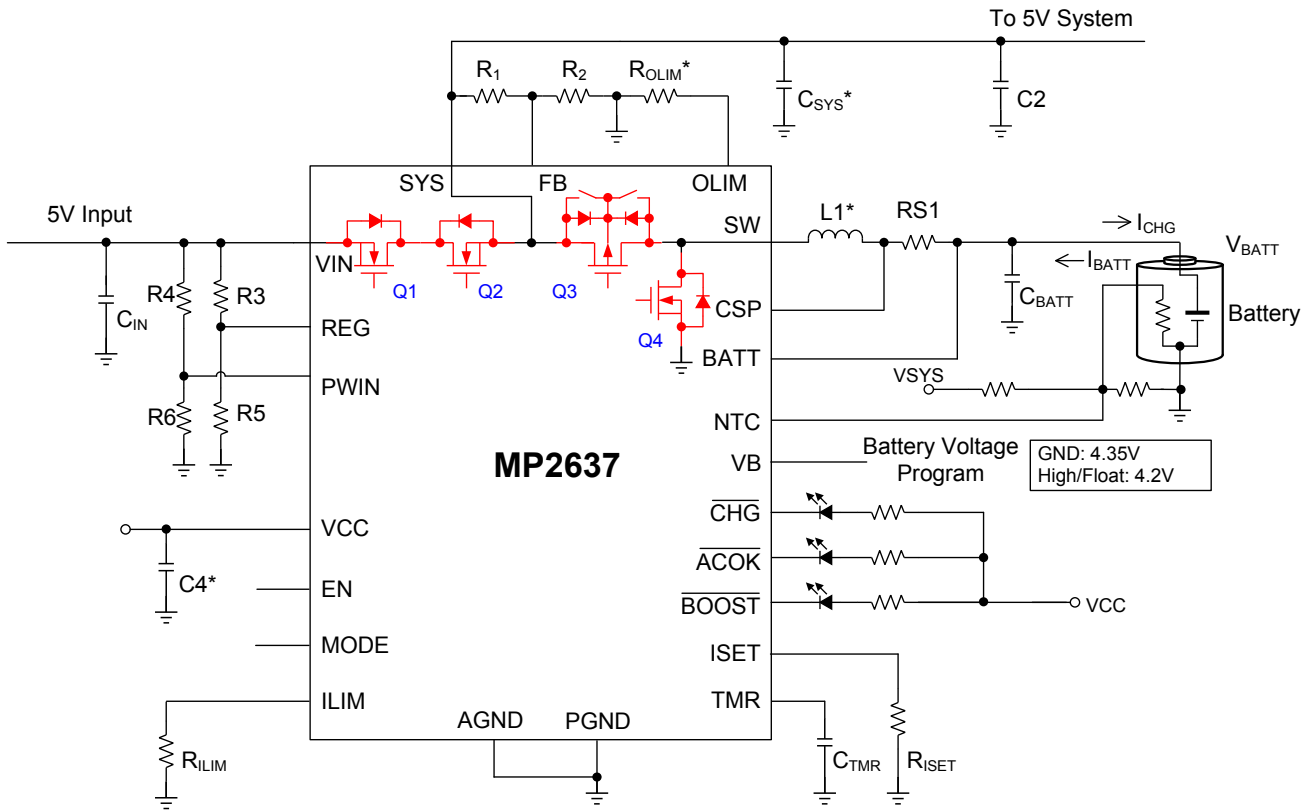 To 5V System
R1
R2
ROLIM*
CSYS*
C2
SYS
FB
OLIM
5V Input
VIN
Q1
Q2
Q3
Q4
SW
L1*
RS1
ICHG
IBATT
VBATT
CBATT
Battery
CIN
R4
R3
REG
PWIN
R6
R5
CSP
BATT
VSYS
NTC
VB
Battery Voltage
Program
GND: 4.35V
High/Float: 4.2V
MP2637
CHG
ACOK
BOOST
VCC
VCC
C4*
EN
MODE
ILIM
RILIM
AGND
PGND
ISET
TMR
CTMR
RISET